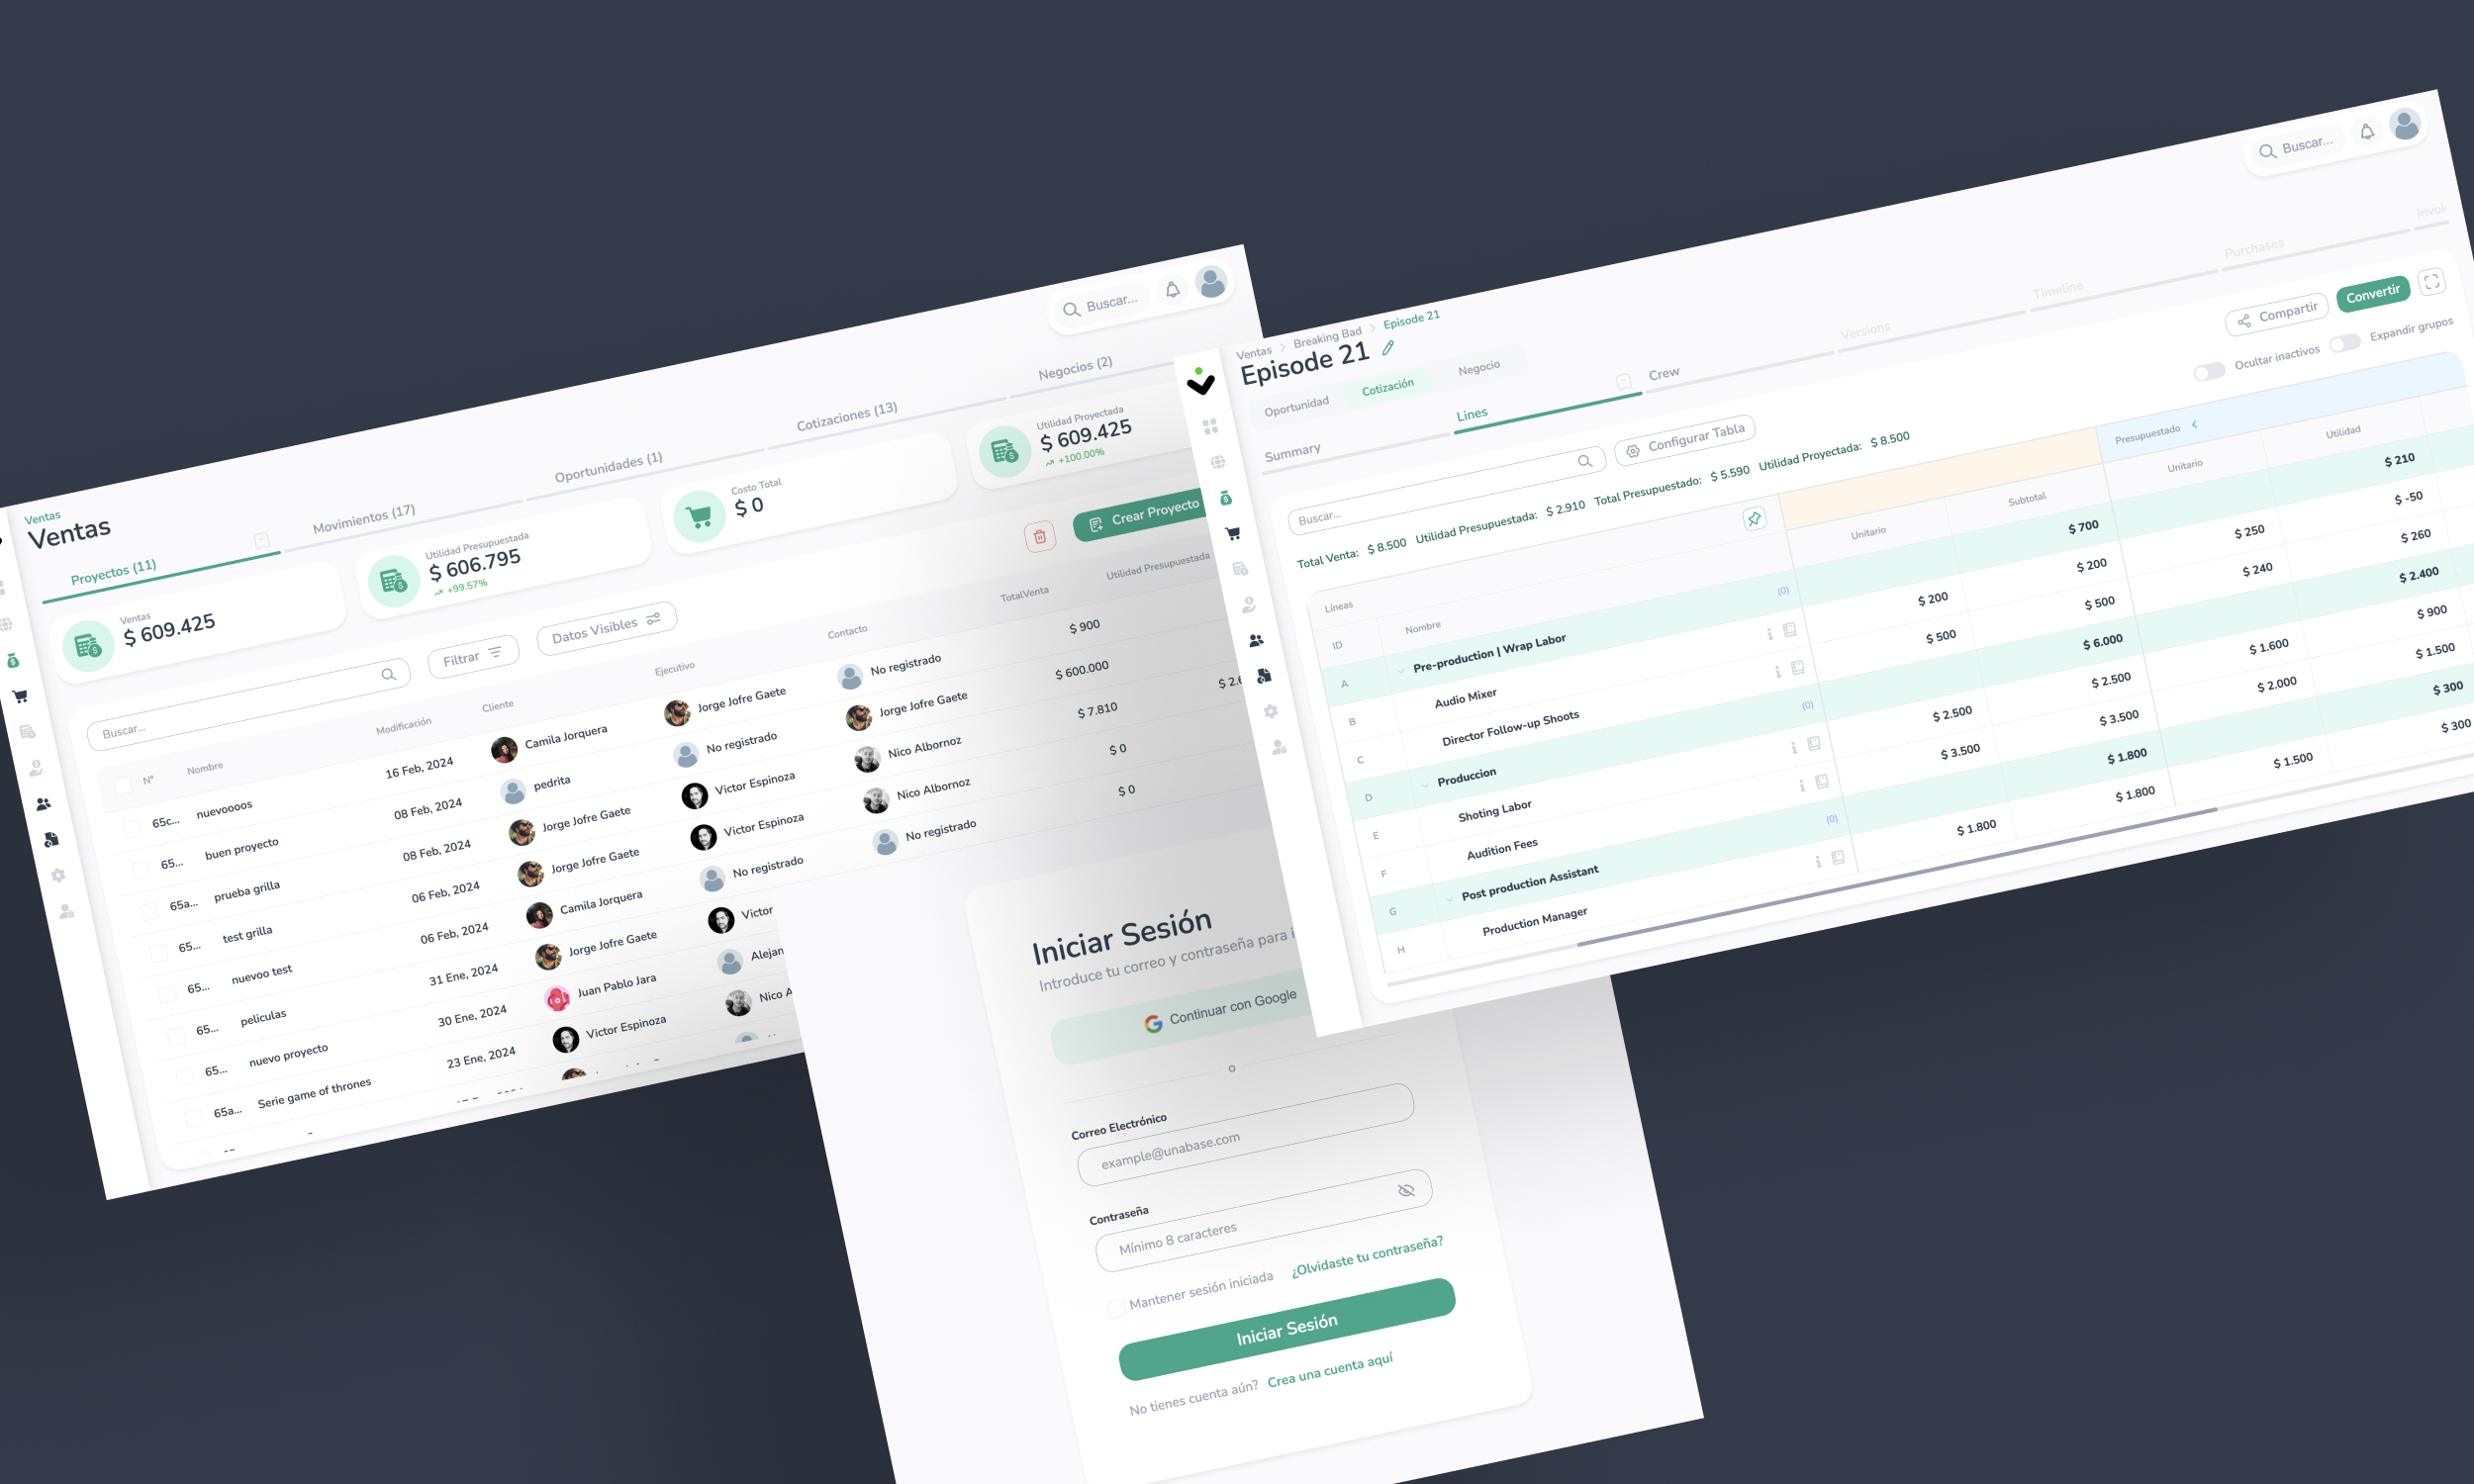 Buscar...
Ventas
Ventas
Proyectos (11)
Movimientos (17)
Oportunidades (1)
Cotizaciones (13)
Negocios (2)
Ventas
$ 609.425
Utilidad Presupuestada
$ 606.795
+99.57%
Costo Total
$ 0
Utilidad Proyectada
$ 609.425
+100.00%
Buscar...
Filtrar
Datos Visibles
Crear Proyecto
N° Nombre Modificación Cliente Ejecutivo Contacto TotalVenta Utilidad Presupuestada
65c... nuevooooos 16 Feb, 2024 Camila Jorquera Jorge Jofre Gaete No registrado $ 900
65... buen proyecto 08 Feb, 2024 pedrita No registrado Jorge Jofre Gaete $ 600.000
65a... prueba grilla 08 Feb, 2024 Jorge Jofre Gaete Victor Espinoza Nico Albornoz $ 7.810 $ 2.6
65... test grilla 06 Feb, 2024 Jorge Jofre Gaete Victor Espinoza Nico Albornoz $ 0
65... nuevoo test 06 Feb, 2024 Camila Jorquera No registrado No registrado $ 0
65... peliculas 31 Ene, 2024 Jorge Jofre Gaete Victor
65... nuevo proyecto 30 Ene, 2024 Juan Pablo Jara Alejan
65a... Serie game of thrones 23 Ene, 2024 Victor Espinoza Nico A
Iniciar Sesión
Introduce tu correo y contraseña para i
Continuar con Google
o
Correo Electrónico
example@unabase.com
Contraseña
Mínimo 8 caracteres
Mantener sesión iniciada ¿Olvidaste tu contraseña?
Iniciar Sesión
No tienes cuenta aún? Crea una cuenta aquí
Buscar...
Ventas > Breaking Bad > Episode 21
Episode 21
Oportunidad
Cotización
Negocio
Summary
Lines
Crew
Versions
Timeline
Purchases
Invoi
Compartir
Convertir
Buscar...
Configurar Tabla
Ocultar inactivos
Expandir grupos
Total Venta: $ 8.500 Utilidad Presupuestada: $ 2.910 Total Presupuestado: $ 5.590 Utilidad Proyectada: $ 8.500
Líneas
Presupuestado
ID Nombre Unitario Subtotal Unitario Utilidad
A Pre-production | Wrap Labor (0) $ 700 $ 210
B Audio Mixer $ 200 $ 200 $ 250 $ -50
C Director Follow-up Shoots $ 500 $ 500 $ 240 $ 260
D Produccion (0) $ 6.000 $ 2.400
E Shoting Labor $ 2.500 $ 2.500 $ 1.600 $ 900
F Audition Fees $ 3.500 $ 3.500 $ 2.000 $ 1.500
G Post production Assistant (0) $ 1.800 $ 300
H Production Manager $ 1.800 $ 1.800 $ 1.500 $ 300